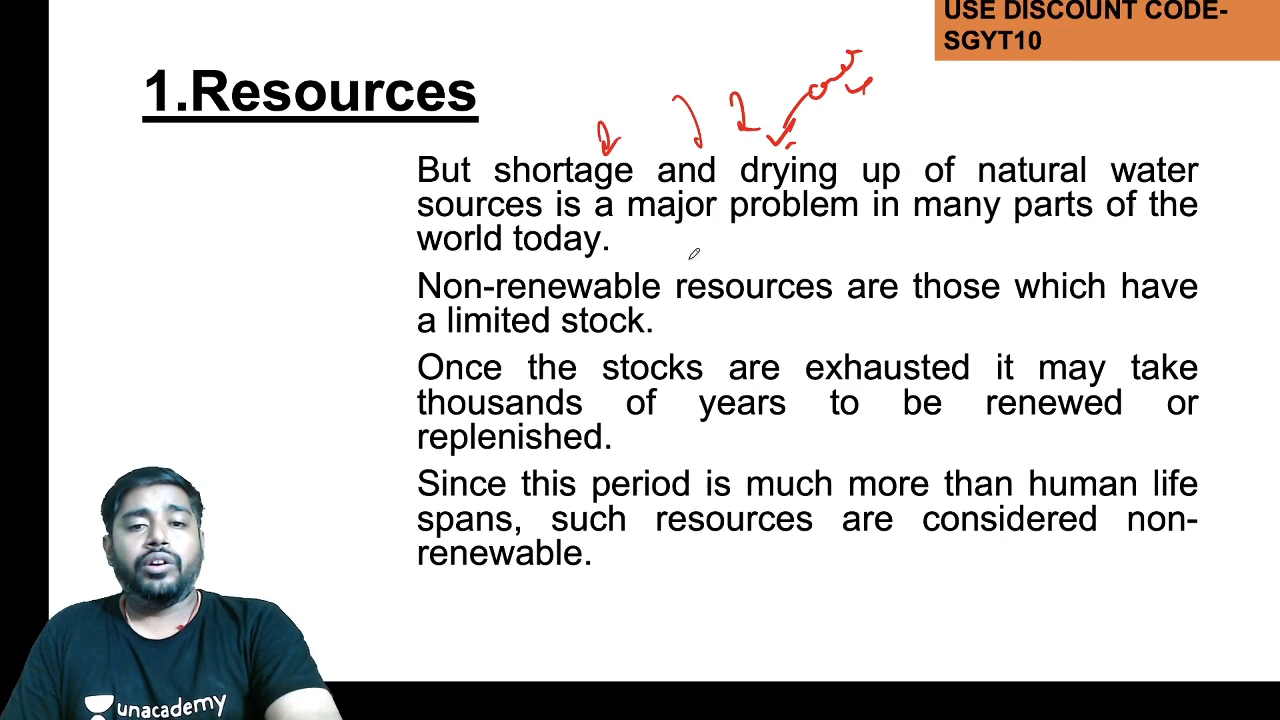 USE DISCOUNT CODE-
SGYT10
1.Resources
But shortage and drying up of natural water
sources is a major problem in many parts of the
world today.
Non-renewable resources are those which have
a limited stock.
Once the stocks are exhausted it may take
thousands of years to be renewed or
replenished.
Since this period is much more than human life
spans, such resources are considered non-
renewable.
unacademy